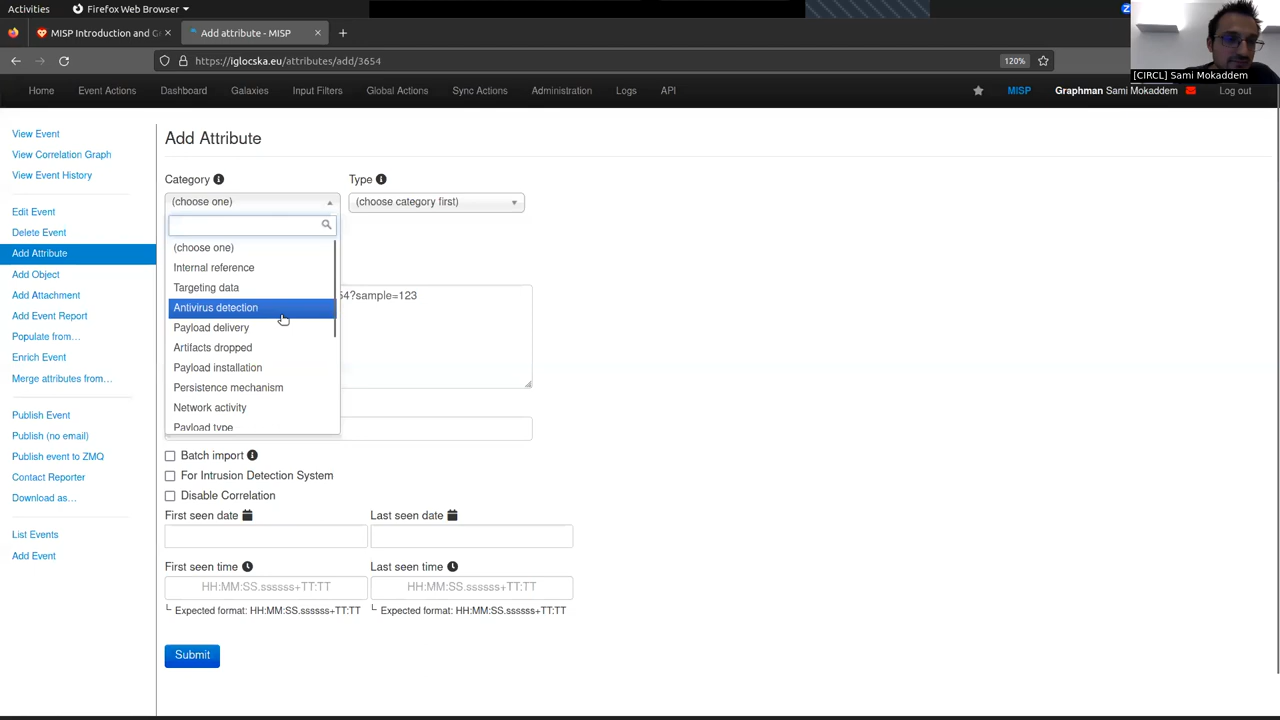 Activities
Firefox Web Browser
MISP Introduction and G
Add attribute - MISP
https://iglocska.eu/attributes/add/3654
120%
[CIRCL] Sami Mokaddem
Home
Event Actions
Dashboard
Galaxies
Input Filters
Global Actions
Sync Actions
Administration
Logs
API
MISP
Graphman Sami Mokaddem
Log out
View Event
View Correlation Graph
View Event History
Edit Event
Delete Event
Add Attribute
Add Object
Add Attachment
Add Event Report
Populate from…
Enrich Event
Merge attributes from…
Publish Event
Publish (no email)
Publish event to ZMQ
Contact Reporter
Download as…
List Events
Add Event
Add Attribute
Category
Type
(choose one)
(choose category first)
(choose one)
Internal reference
Targeting data
Antivirus detection
Payload delivery
Artifacts dropped
Payload installation
Persistence mechanism
Network activity
Payload type
54?sample=123
Batch import
For Intrusion Detection System
Disable Correlation
First seen date
Last seen date
First seen time
Last seen time
HH:MM:SS.ssssss+TT:TT
HH:MM:SS.ssssss+TT:TT
Expected format: HH:MM:SS.ssssss+TT:TT
Expected format: HH:MM:SS.ssssss+TT:TT
Submit